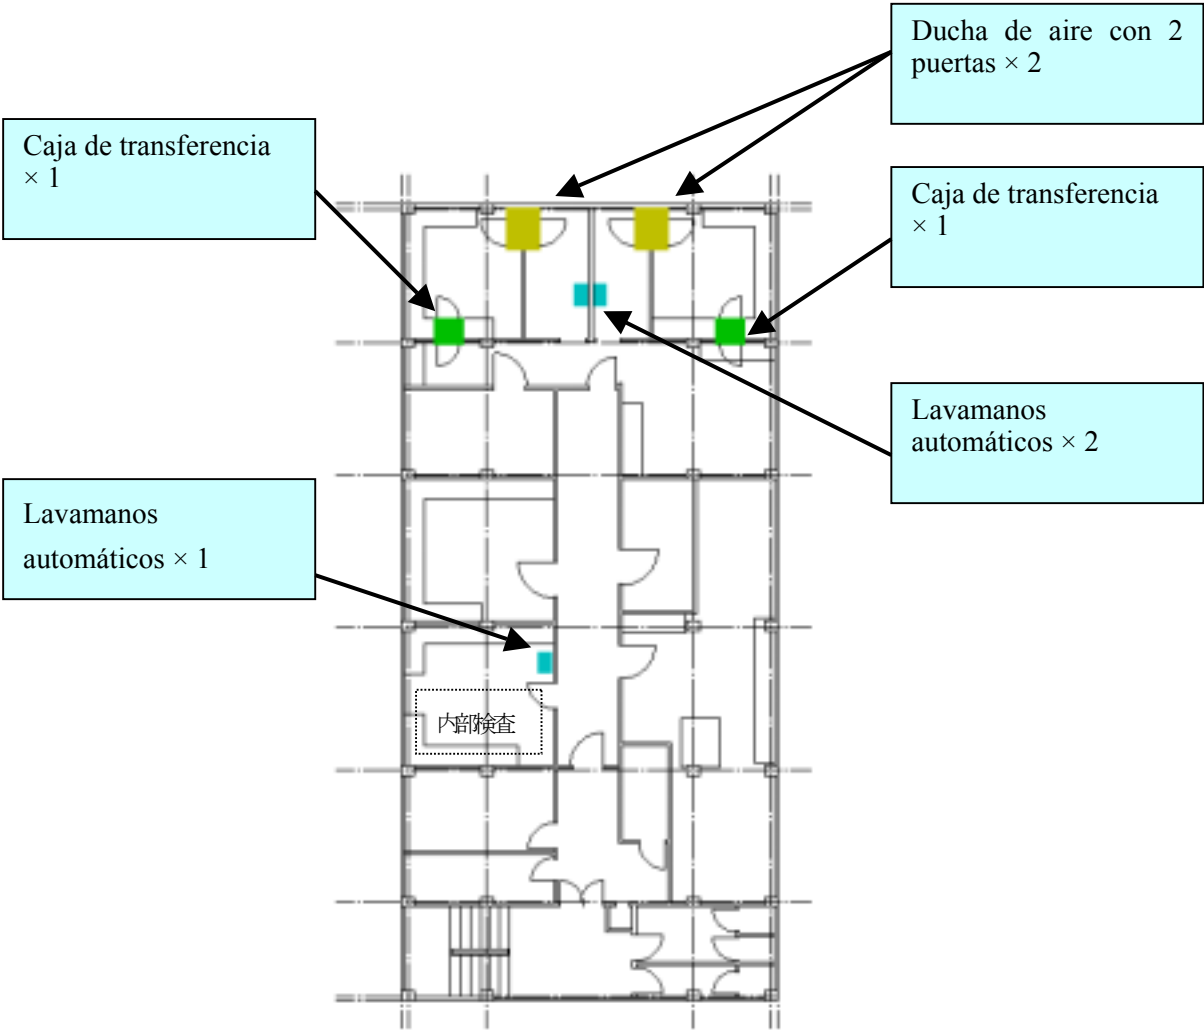 Ducha de aire con 2
puertas × 2
Caja de transferencia
× 1
Caja de transferencia
× 1
Lavamanos
automáticos × 2
Lavamanos
automáticos × 1
内部検査